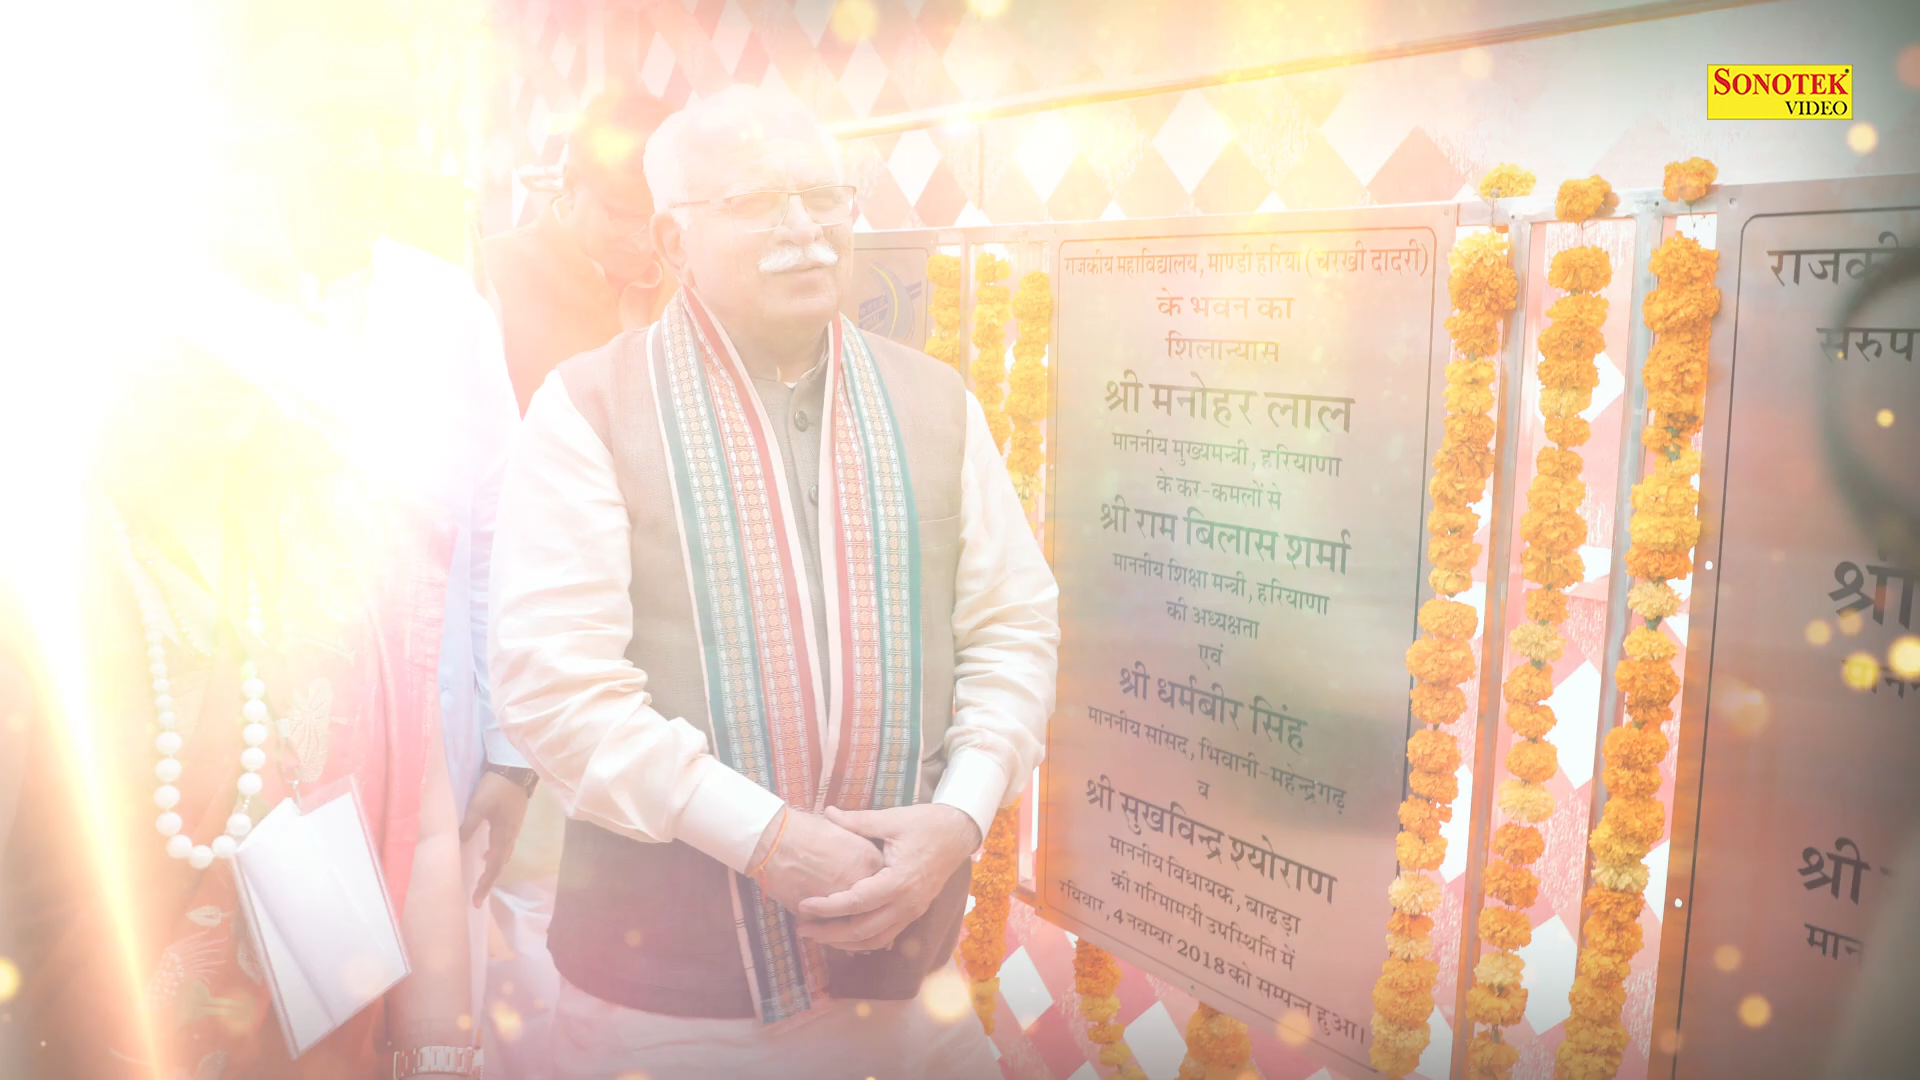 SONOTEK
VIDEO
राजकीय महाविद्यालय, माण्डी हरिया (चरखी दादरी)
के भवन का
शिलान्यास
श्री मनोहर लाल
माननीय मुख्यमन्त्री, हरियाणा
के कर-कमलों से
श्री राम बिलास शर्मा
माननीय शिक्षा मन्त्री, हरियाणा
की अध्यक्षता
एवं
श्री धर्मबीर सिंह
माननीय सांसद, भिवानी-महेन्द्रगढ़
व
श्री सुखविन्द्र श्योराण
माननीय विधायक, बाढड़ा
की गरिमामयी उपस्थिति में
रविवार, 4 नवम्बर 2018 को सम्पन्न हुआ।
श्री
श्री